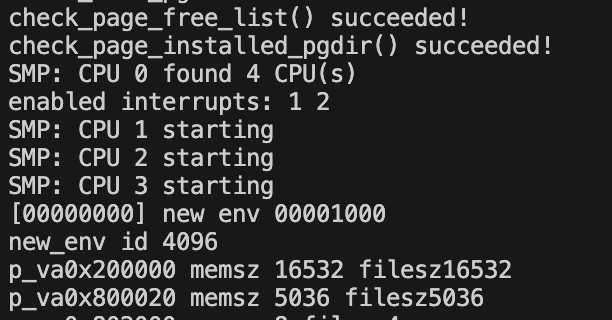 check_page_free_list() succeeded!
check_page_installed_pgdir() succeeded!
SMP: CPU 0 found 4 CPU(s)
enabled interrupts: 1 2
SMP: CPU 1 starting
SMP: CPU 2 starting
SMP: CPU 3 starting
[00000000] new env 00001000
new_env id 4096
p_va0x200000 memsz 16532 filesz16532
p_va0x800020 memsz 5036 filesz5036